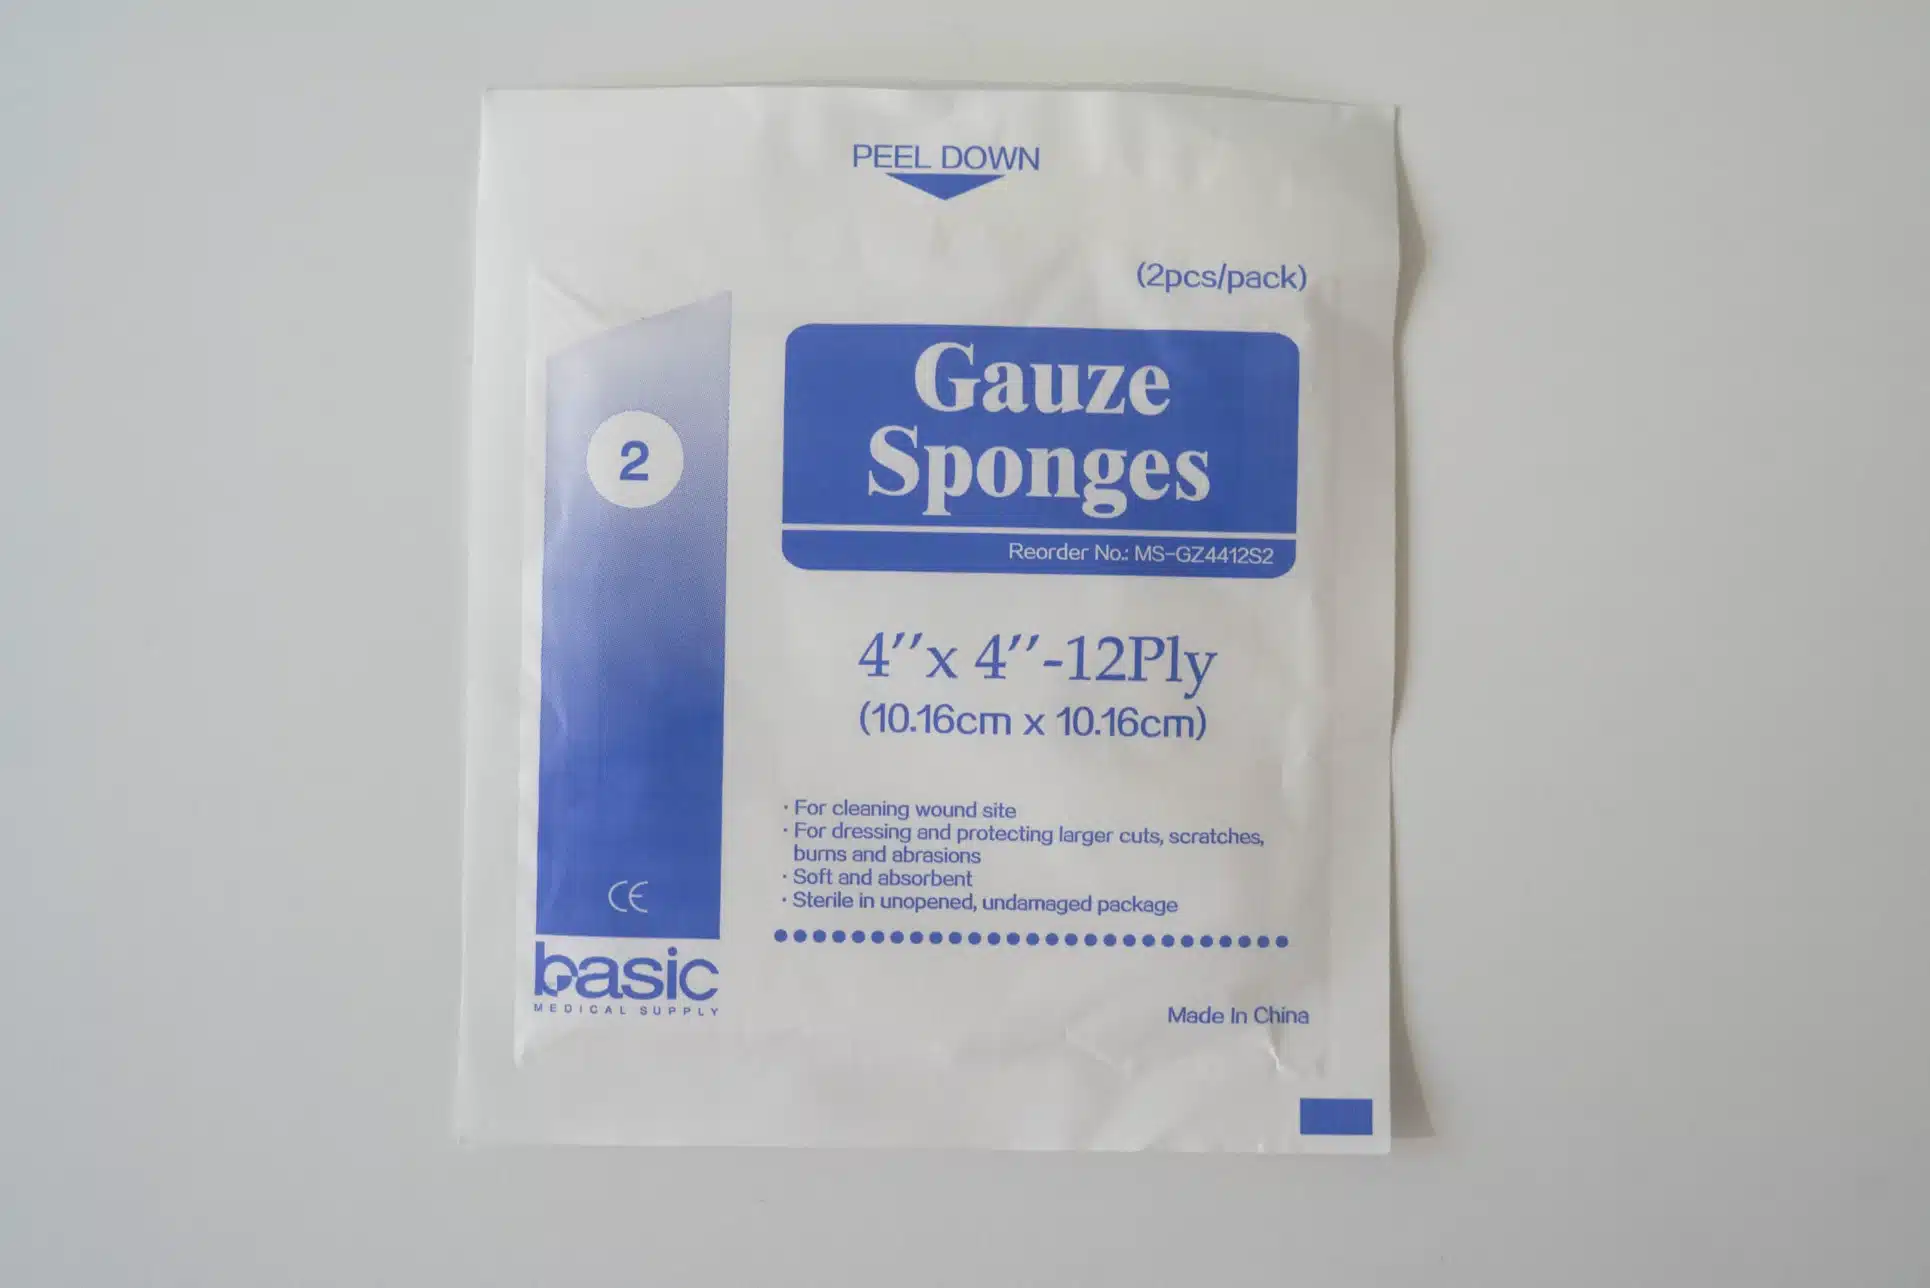 PEEL DOWN
(2pcs/pack)
2
Gauze
Sponges
Reorder No.: MS-GZ4412S2
4″x 4″-12Ply
(10.16cm x 10.16cm)
· For cleaning wound site
· For dressing and protecting larger cuts, scratches,
burns and abrasions
· Soft and absorbent
· Sterile in unopened, undamaged package
CE
basic
MEDICAL SUPPLY
Made In China